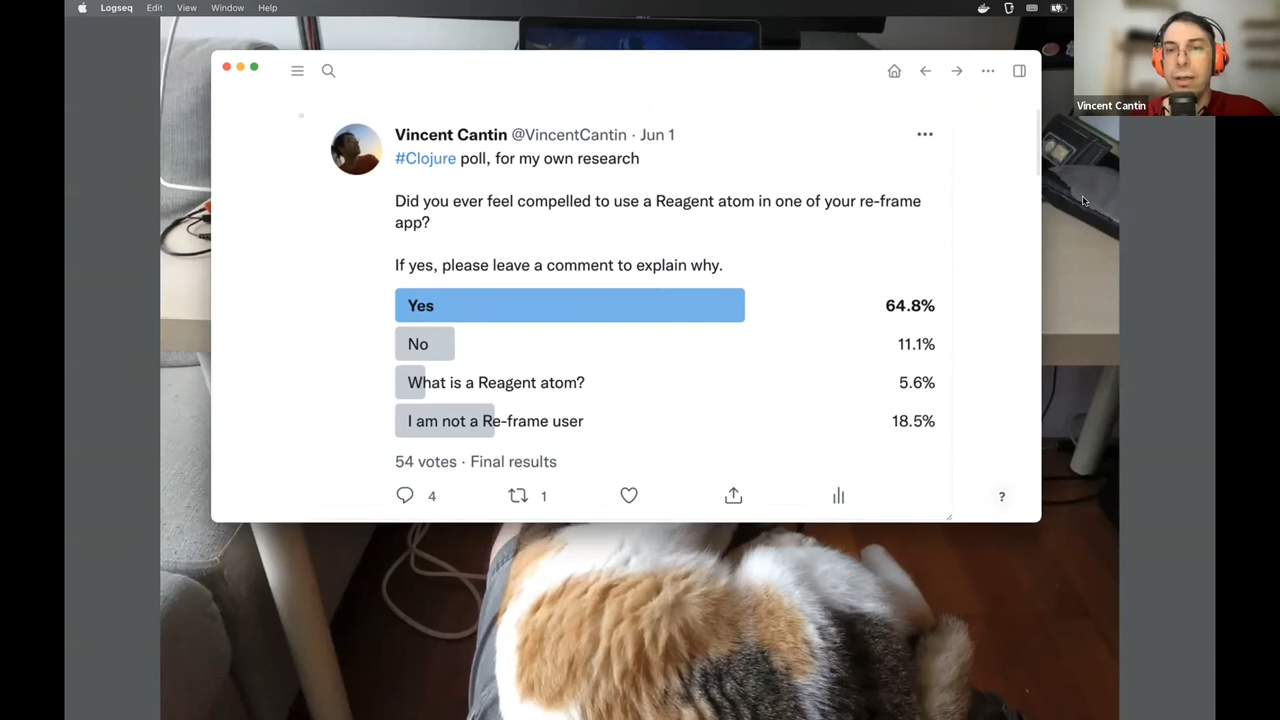 Logseq Edit View Window Help
Vincent Cantin
Vincent Cantin @VincentCantin · Jun 1
#Clojure poll, for my own research
Did you ever feel compelled to use a Reagent atom in one of your re-frame
app?
If yes, please leave a comment to explain why.
Yes 64.8%
No 11.1%
What is a Reagent atom? 5.6%
I am not a Re-frame user 18.5%
54 votes · Final results
4 1
?